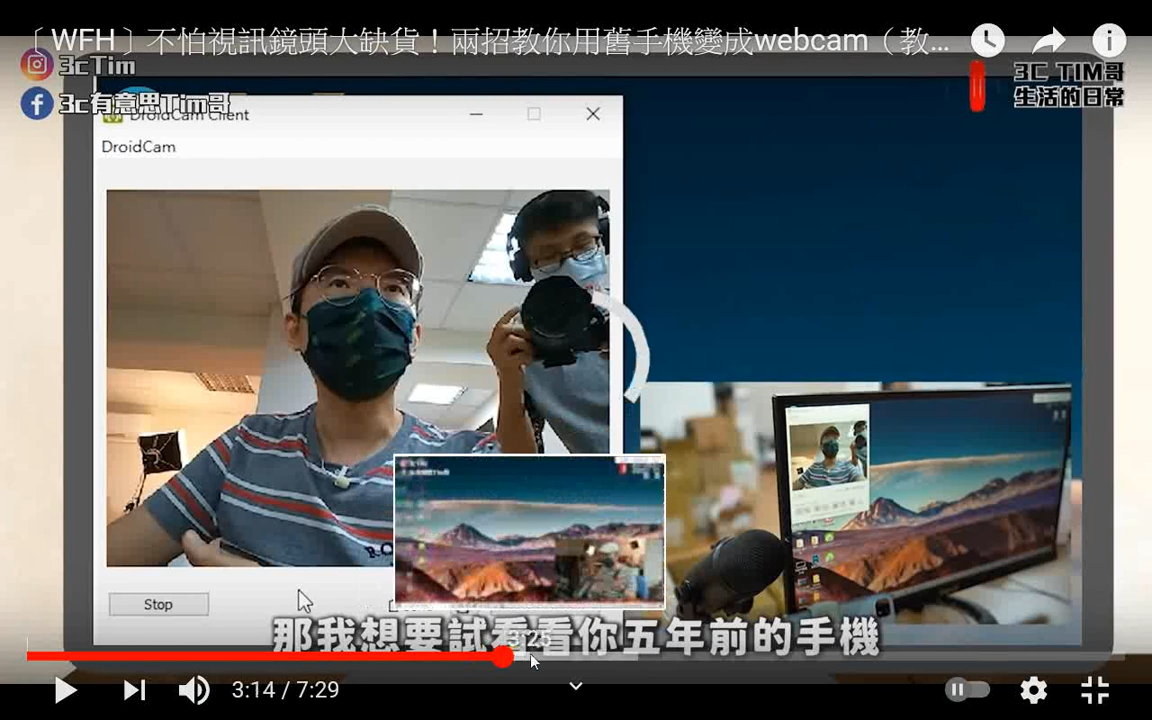 〔WFH〕不怕視訊鏡頭大缺貨！兩招教你用舊手機變成webcam（教…
3cTim
3c有意思Tim哥
3C TIM哥
生活的日常
DroidCam Client
DroidCam
Stop
那我想要試看看你五年前的手機
3:25
3:14 / 7:29